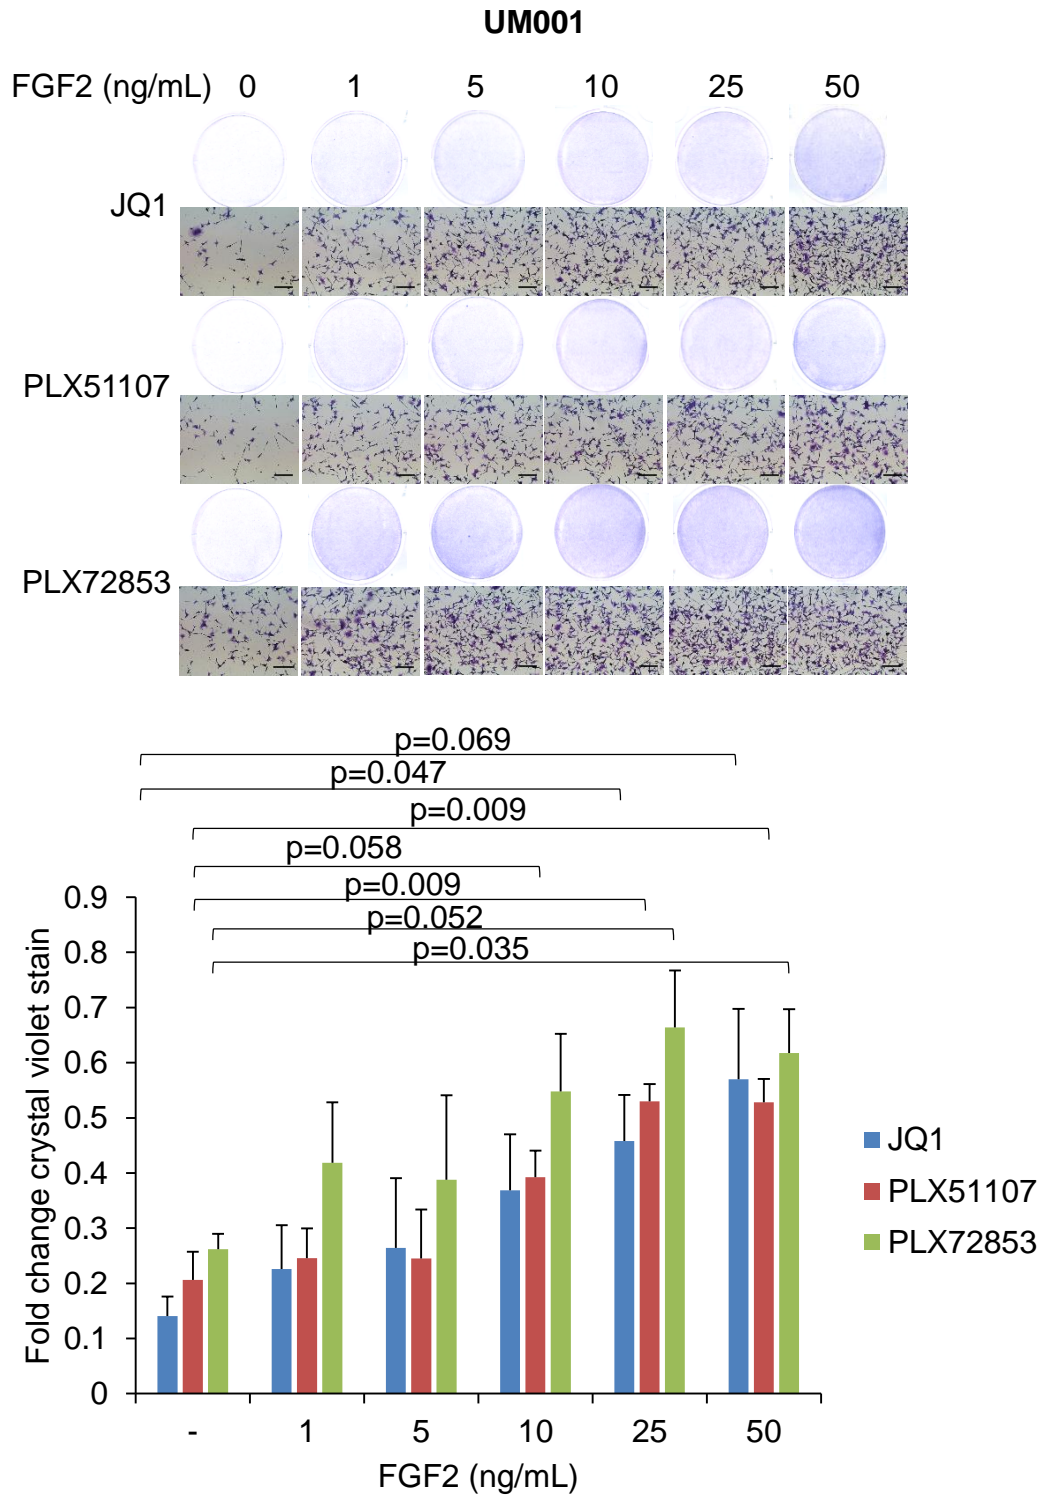 UM001
FGF2 (ng/mL) 0 1 5 10 25 50
JQ1
PLX51107
PLX72853
p=0.069
p=0.047
p=0.009
p=0.058
p=0.009
p=0.052
p=0.035
Fold change crystal violet stain
0.9
0.8
0.7
0.6
0.5
0.4
0.3
0.2
0.1
0
- 1 5 10 25 50
FGF2 (ng/mL)
JQ1
PLX51107
PLX72853